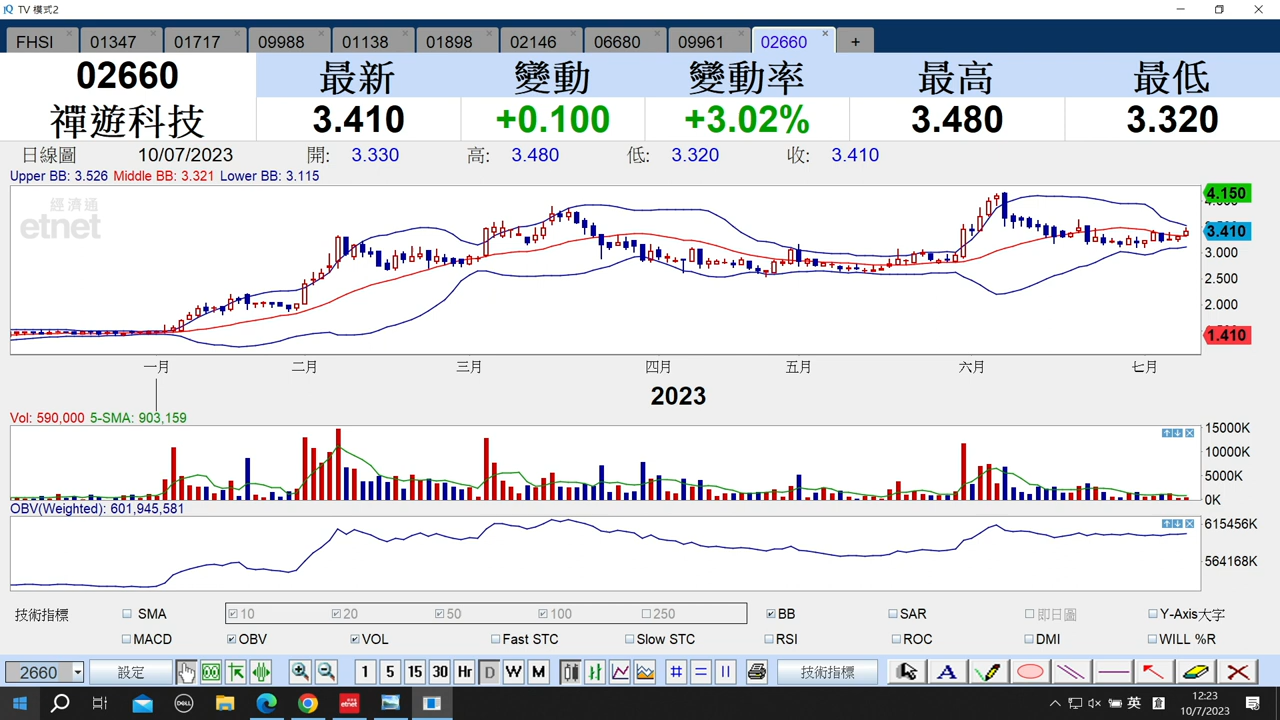 TV 模式2
FHSI 01347 01717 09988 01138 01898 02146 06680 09961 02660 +
02660 最新 變動 變動率 最高 最低
禪遊科技 3.410 +0.100 +3.02% 3.480 3.320
日線圖 10/07/2023 開: 3.330 高: 3.480 低: 3.320 收: 3.410
Upper BB: 3.526 Middle BB: 3.321 Lower BB: 3.115
經濟通
etnet
4.150
3.410
3.000
2.500
2.000
1.410
一月 二月 三月 四月 五月 六月 七月
2023
Vol: 590,000 5-SMA: 903,159
15000K
10000K
5000K
0K
OBV(Weighted): 601,945,581
615456K
564168K
技術指標 SMA 10 20 50 100 250 BB SAR 即日圖 Y-Axis大字
MACD OBV VOL Fast STC Slow STC RSI ROC DMI WILL %R
2660 設定 1 5 15 30 Hr D W M 技術指標 A
DELL etnet 英 12:23
10/7/2023